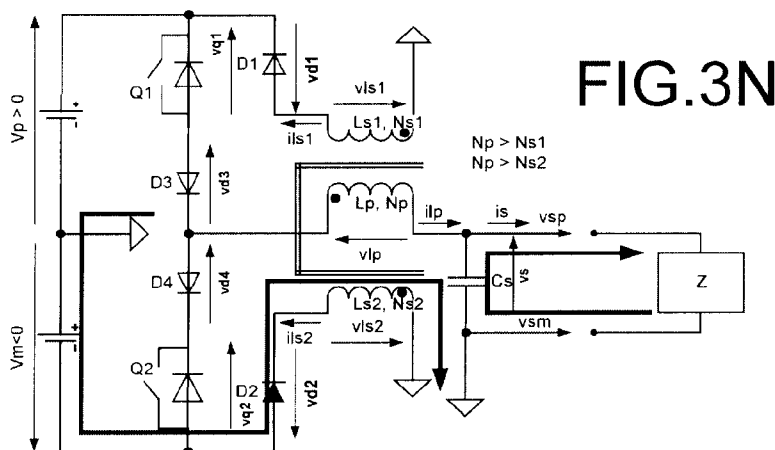 FIG.3N
Vp > 0
+
-
Q1
vq1
D1
vd1
vls1
ils1
Ls1, Ns1
Np > Ns1
Np > Ns2
D3
vd3
Lp, Np
ilp
is
vsp
vlp
D4
vd4
Cs
vs
Z
Ls2, Ns2
vsm
Vm<0
+
-
ils2
vls2
Q2
vq2
D2
vd2